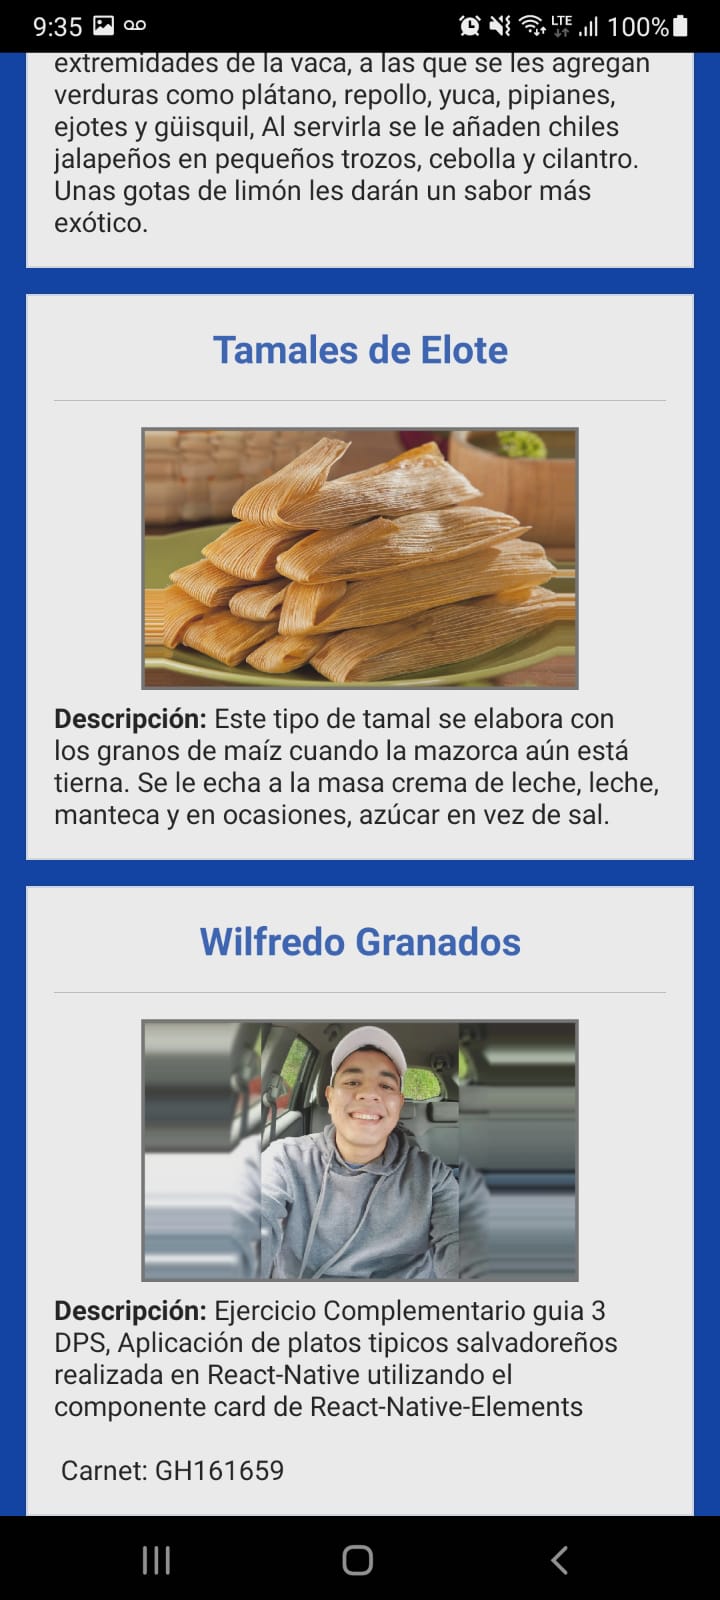 9:35
LTE
100%
extremidades de la vaca, a las que se les agregan
verduras como plátano, repollo, yuca, pipianes,
ejotes y güisquil, Al servirla se le añaden chiles
jalapeños en pequeños trozos, cebolla y cilantro.
Unas gotas de limón les darán un sabor más
exótico.
Tamales de Elote
Descripción: Este tipo de tamal se elabora con
los granos de maíz cuando la mazorca aún está
tierna. Se le echa a la masa crema de leche, leche,
manteca y en ocasiones, azúcar en vez de sal.
Wilfredo Granados
Descripción: Ejercicio Complementario guia 3
DPS, Aplicación de platos tipicos salvadoreños
realizada en React-Native utilizando el
componente card de React-Native-Elements
Carnet: GH161659